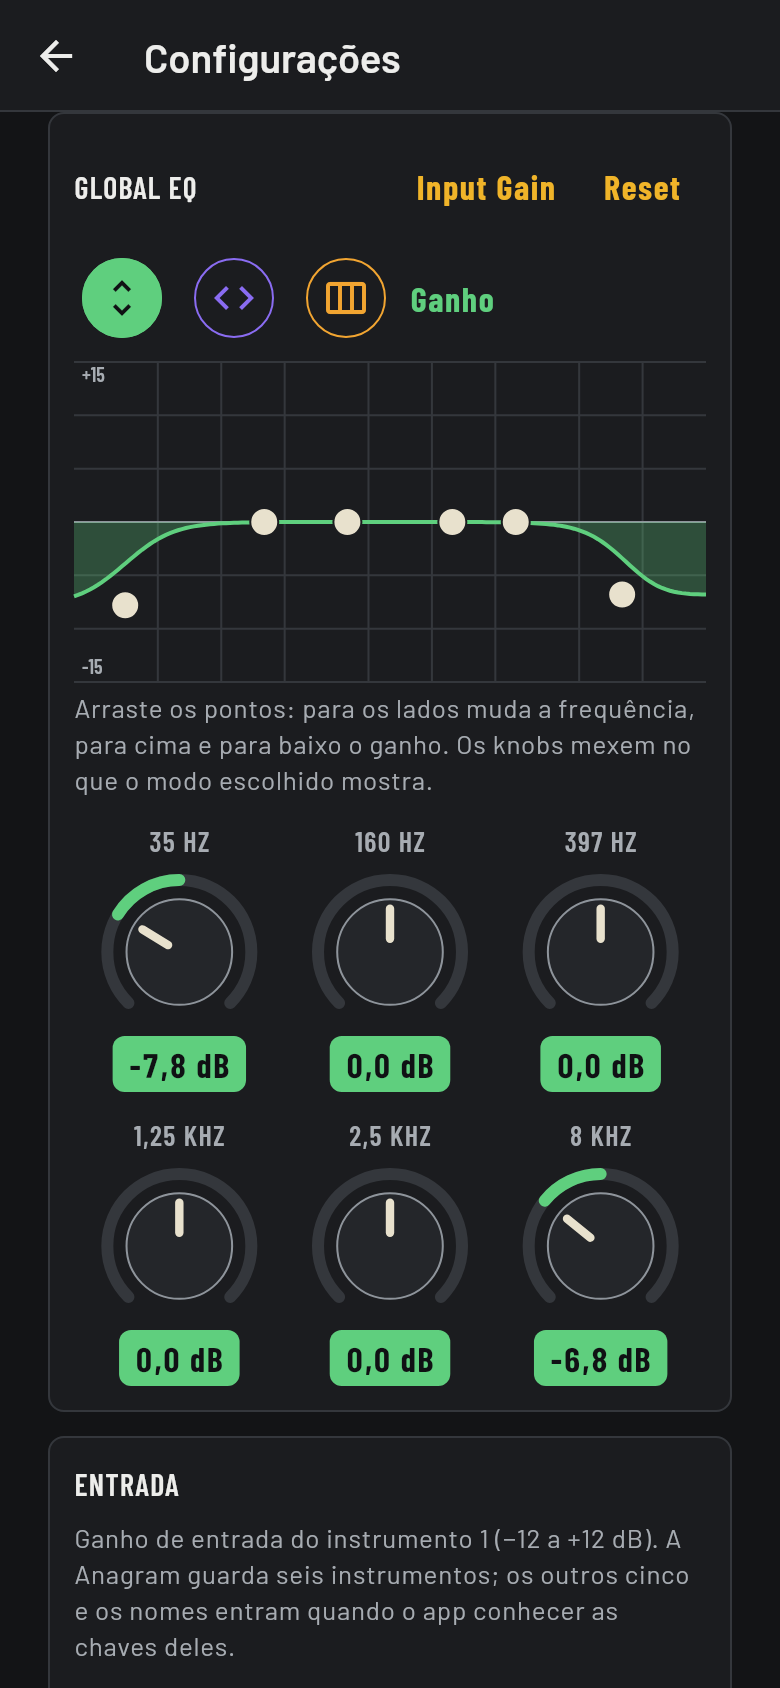 Configurações
GLOBAL EQ
Input Gain
Reset
Ganho
+15
-15
Arraste os pontos: para os lados muda a frequência,
para cima e para baixo o ganho. Os knobs mexem no
que o modo escolhido mostra.
35 HZ
160 HZ
397 HZ
-7,8 dB
0,0 dB
0,0 dB
1,25 KHZ
2,5 KHZ
8 KHZ
0,0 dB
0,0 dB
-6,8 dB
ENTRADA
Ganho de entrada do instrumento 1 (−12 a +12 dB). A
Anagram guarda seis instrumentos; os outros cinco
e os nomes entram quando o app conhecer as
chaves deles.